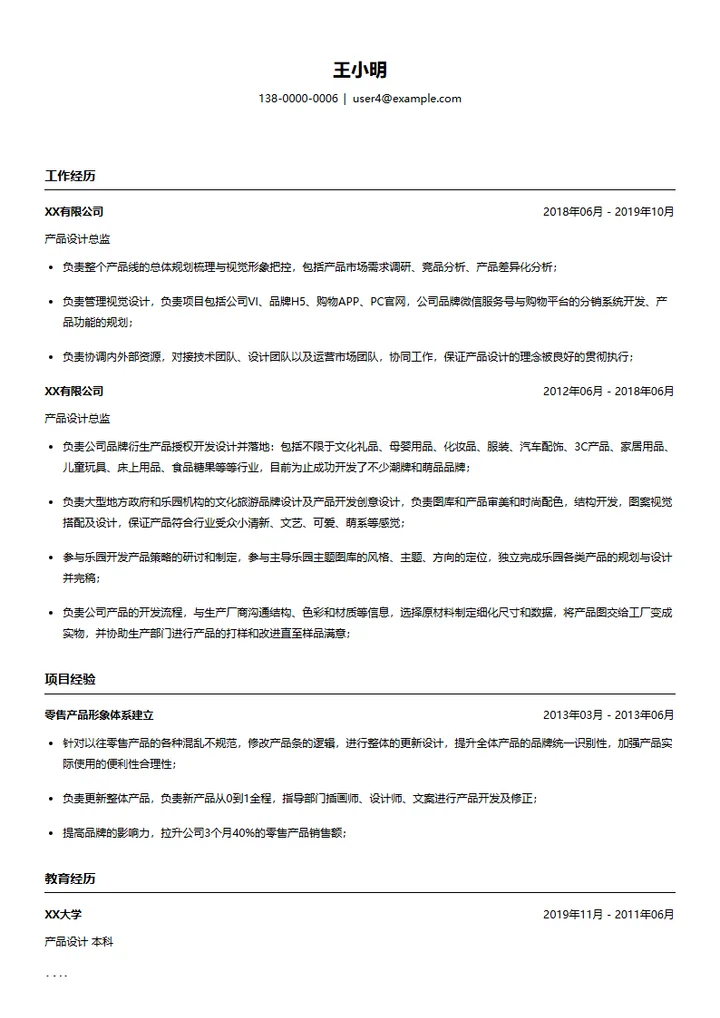 王小明
138-0000-0006 | user4@example.com
工作经历
XX有限公司 2018年06月 - 2019年10月
产品设计总监
• 负责整个产品线的总体规划梳理与视觉形象把控，包括产品市场需求调研、竞品分析、产品差异化分析；
• 负责管理视觉设计，负责项目包括公司VI、品牌H5、购物APP、PC官网，公司品牌微信服务号与购物平台的分销系统开发、产
品功能的规划；
• 负责协调内外部资源，对接技术团队、设计团队以及运营市场团队，协同工作，保证产品设计的理念被良好的贯彻执行；
XX有限公司 2012年06月 - 2018年06月
产品设计总监
• 负责公司品牌衍生产品授权开发设计并落地：包括不限于文化礼品、母婴用品、化妆品、服装、汽车配饰、3C产品、家居用品、
儿童玩具、床上用品、食品糖果等等行业，目前为止成功开发了不少潮牌和萌品品牌；
• 负责大型地方政府和乐园机构的文化旅游品牌设计及产品开发创意设计，负责图库和产品审美和时尚配色，结构开发，图案视觉
搭配及设计，保证产品符合行业受众小清新、文艺、可爱、萌系等感觉；
• 参与乐园开发产品策略的研讨和制定，参与主导乐园主题图库的风格、主题、方向的定位，独立完成乐园各类产品的规划与设计
并完稿；
• 负责公司产品的开发流程，与生产厂商沟通结构、色彩和材质等信息，选择原材料制定细化尺寸和数据，将产品图交给工厂变成
实物，并协助生产部门进行产品的打样和改进直至样品满意；
项目经验
零售产品形象体系建立 2013年03月 - 2013年06月
• 针对以往零售产品的各种混乱不规范，修改产品条的逻辑，进行整体的更新设计，提升全体产品的品牌统一识别性，加强产品实
际使用的便利性合理性；
• 负责更新整体产品，负责新产品从0到1全程，指导部门插画师、设计师、文案进行产品开发及修正；
• 提高品牌的影响力，拉升公司3个月40%的零售产品销售额；
教育经历
XX大学 2019年11月 - 2011年06月
产品设计 本科
....